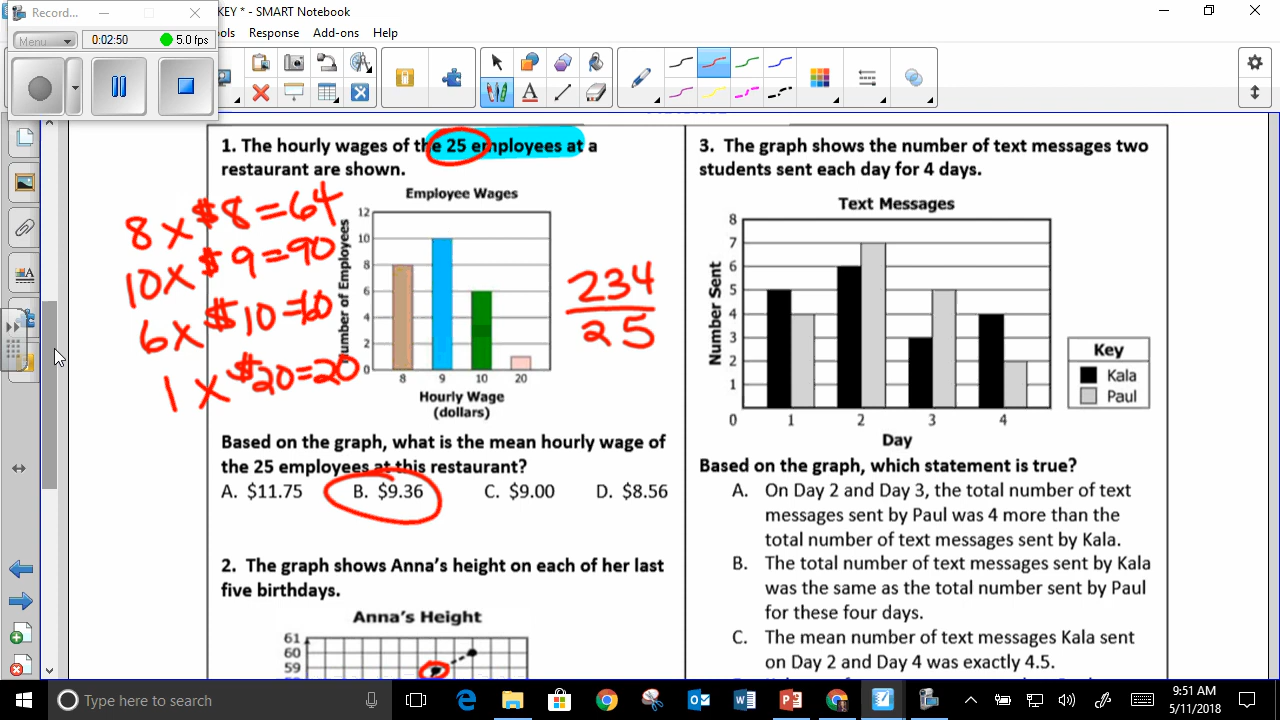 Record...
KEY * - SMART Notebook
Menu
0:02:50
5.0 fps
ols Response Add-ons Help
1. The hourly wages of the 25 employees at a
restaurant are shown.
Employee Wages
Number of Employees
12
10
8
6
4
2
0
8 9 10 20
Hourly Wage
(dollars)
8 x $8 = 64
10 x $9 = 90
6 x $10 = 60
1 x $20 = 20
234
25
Based on the graph, what is the mean hourly wage of
the 25 employees at this restaurant?
A. $11.75 B. $9.36 C. $9.00 D. $8.56
2. The graph shows Anna's height on each of her last
five birthdays.
Anna's Height
61
60
59
3. The graph shows the number of text messages two
students sent each day for 4 days.
Text Messages
Number Sent
8
7
6
5
4
3
2
1
0
1 2 3 4
Day
Key
Kala
Paul
Based on the graph, which statement is true?
A. On Day 2 and Day 3, the total number of text
messages sent by Paul was 4 more than the
total number of text messages sent by Kala.
B. The total number of text messages sent by Kala
was the same as the total number sent by Paul
for these four days.
C. The mean number of text messages Kala sent
on Day 2 and Day 4 was exactly 4.5.
Type here to search
9:51 AM
5/11/2018